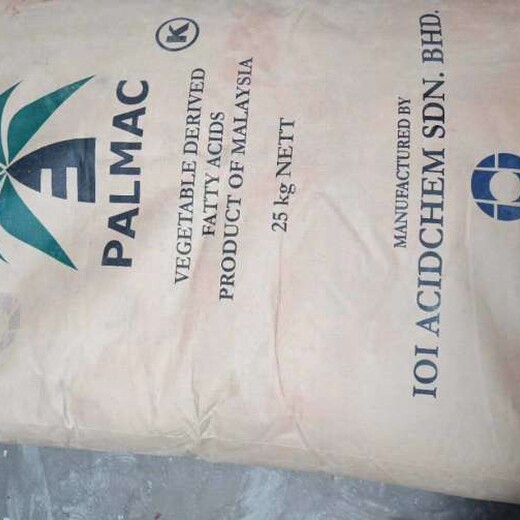 PALMAC
K
VEGETABLE DERIVED
FATTY ACIDS
PRODUCT OF MALAYSIA
25 kg NETT
MANUFACTURED BY
IOI ACIDCHEM SDN. BHD.